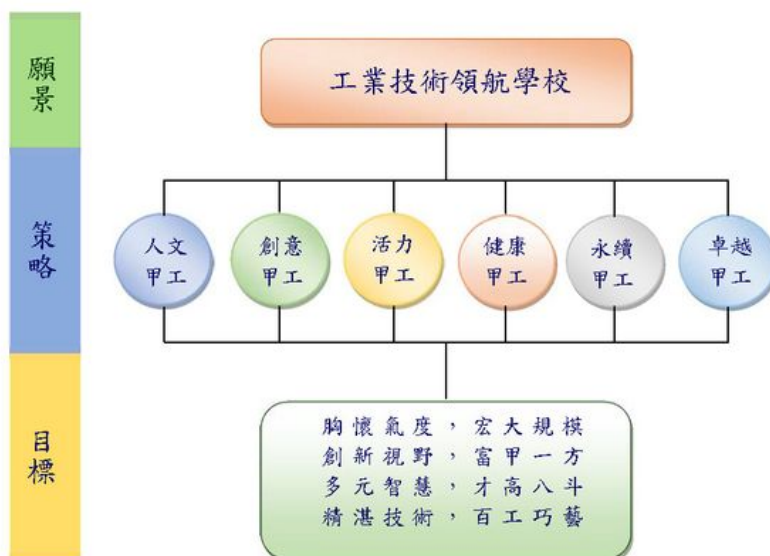 願景
工業技術領航學校
策略
人文
甲工
創意
甲工
活力
甲工
健康
甲工
永續
甲工
卓越
甲工
目標
胸懷氣度，宏大規模
創新視野，富甲一方
多元智慧，才高八斗
精湛技術，百工巧藝